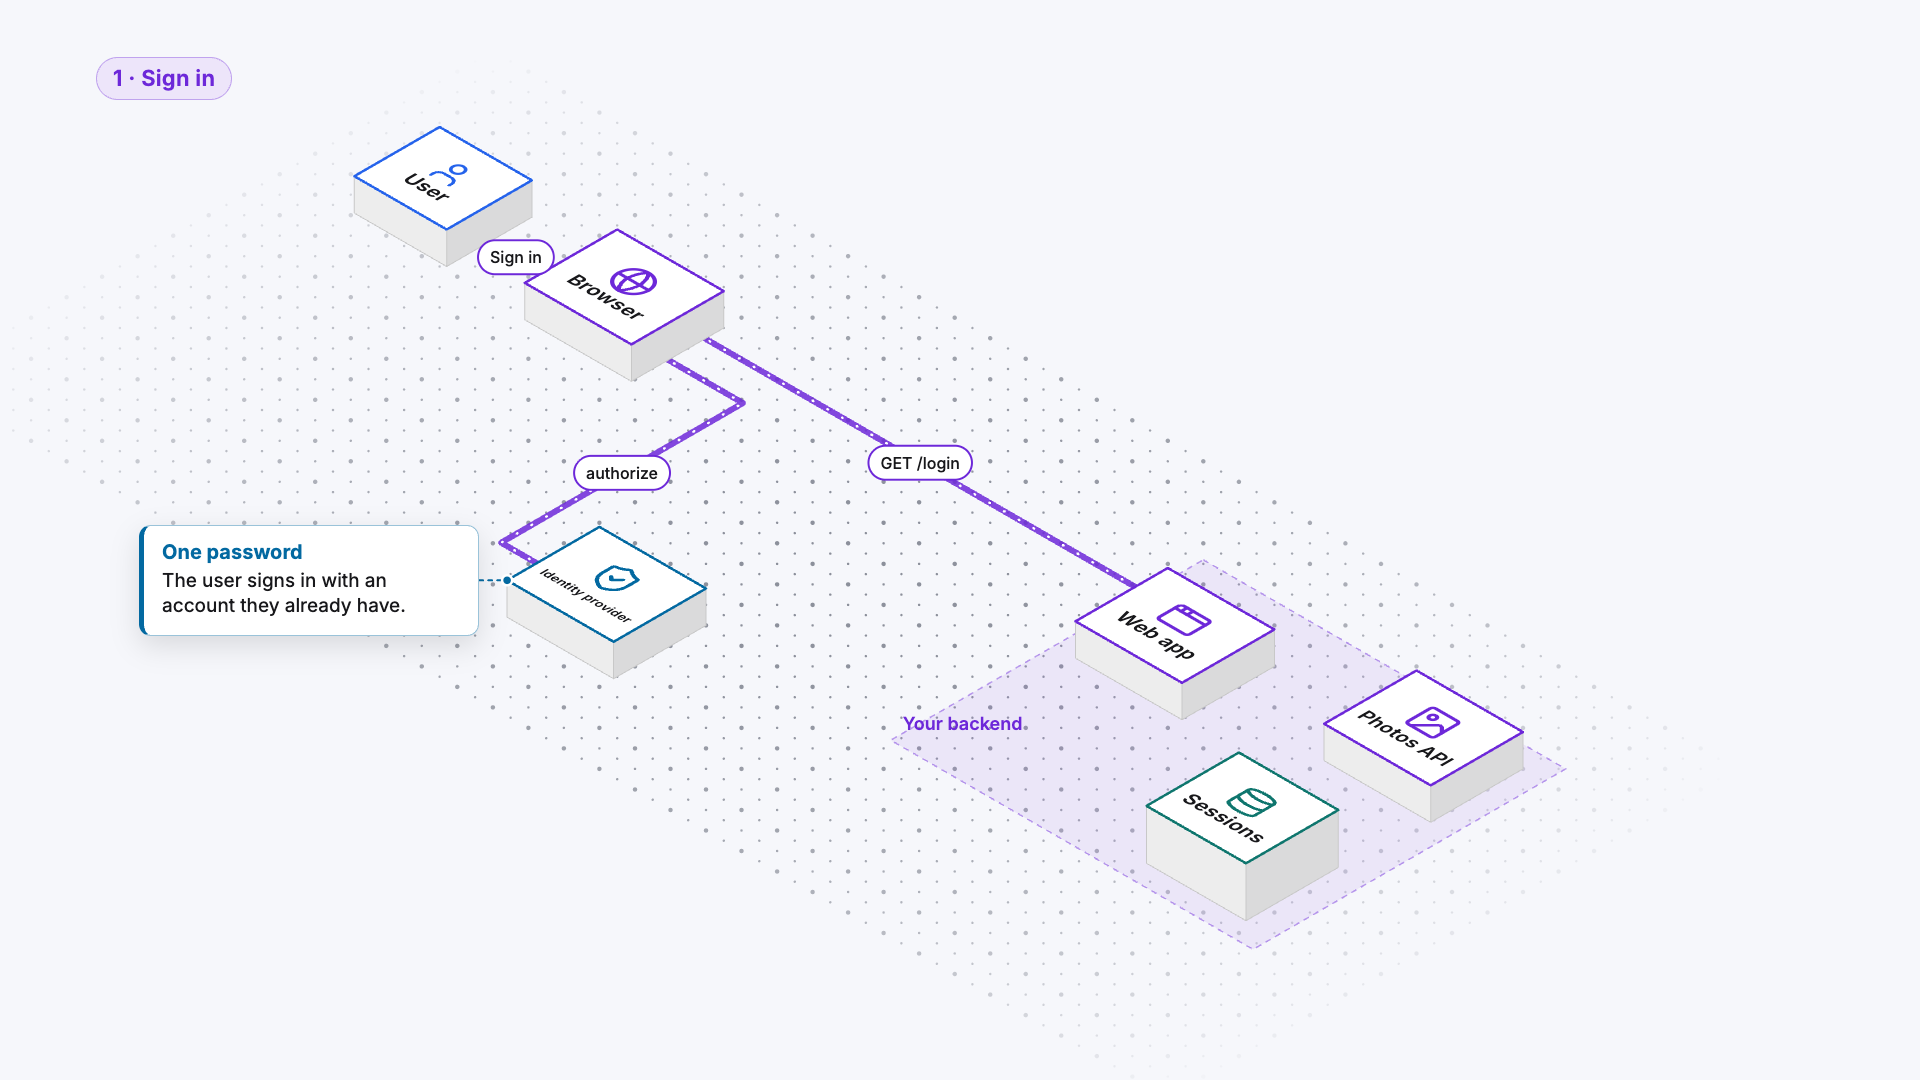 1 · Sign in
User
Sign in
Browser
GET /login
authorize
One password
The user signs in with an
account they already have.
Identity provider
Web app
Your backend
Photos API
Sessions